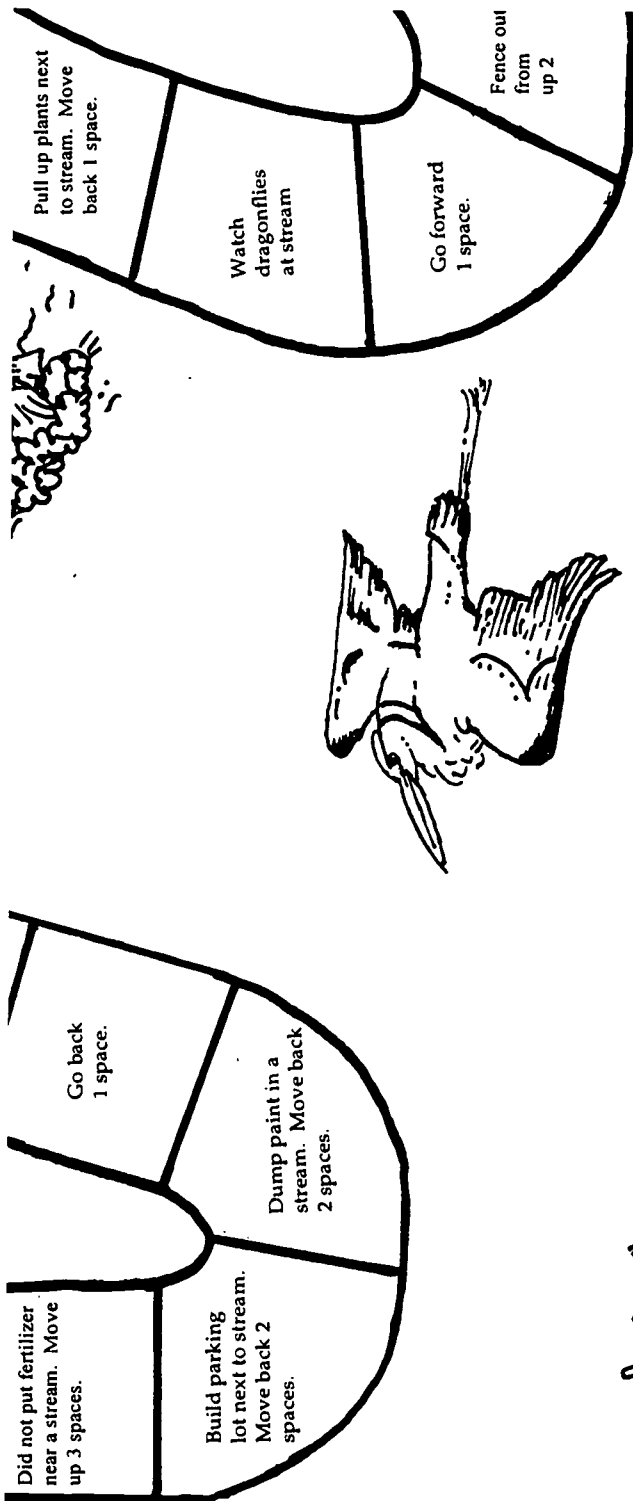 Did not put fertilizer
near a stream. Move
up 3 spaces.
Build parking
lot next to stream.
Move back 2
spaces.
Dump paint in a
stream. Move back
2 spaces.
Go back
1 space.
Pull up plants next
to stream. Move
back 1 space.
Watch
dragonflies
at stream
Go forward
1 space.
Fence out
from
up 2